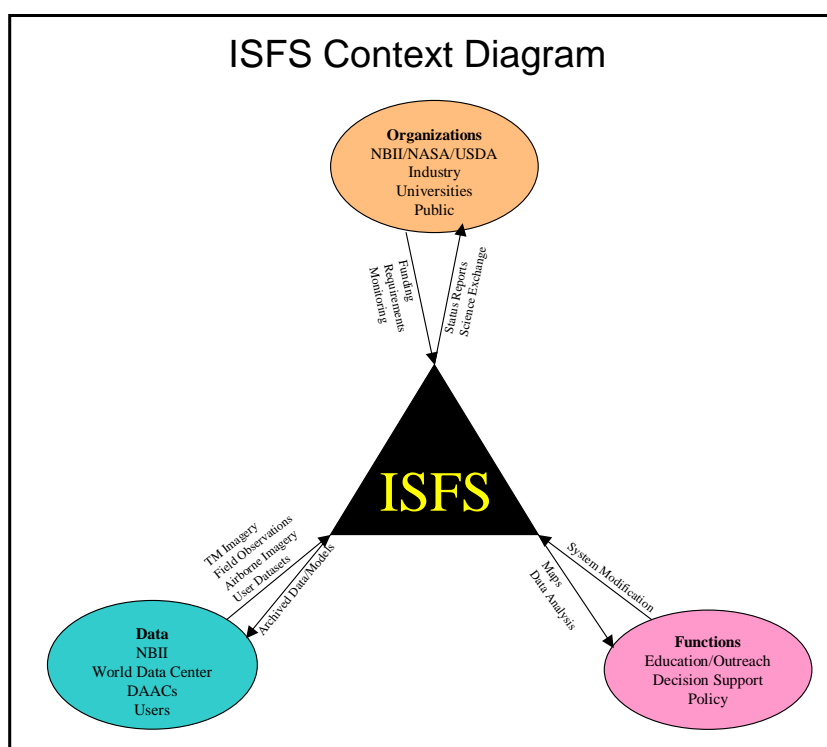 ISFS Context Diagram
Organizations
NBII/NASA/USDA
Industry
Universities
Public
Funding
Requirements
Monitoring
Status Reports
Science Exchange
ISFS
TM Imagery
Field Observations
Airborne Imagery
User Datasets
Archived Data/Models
System Modification
Maps
Data Analysis
Data
NBII
World Data Center
DAACs
Users
Functions
Education/Outreach
Decision Support
Policy